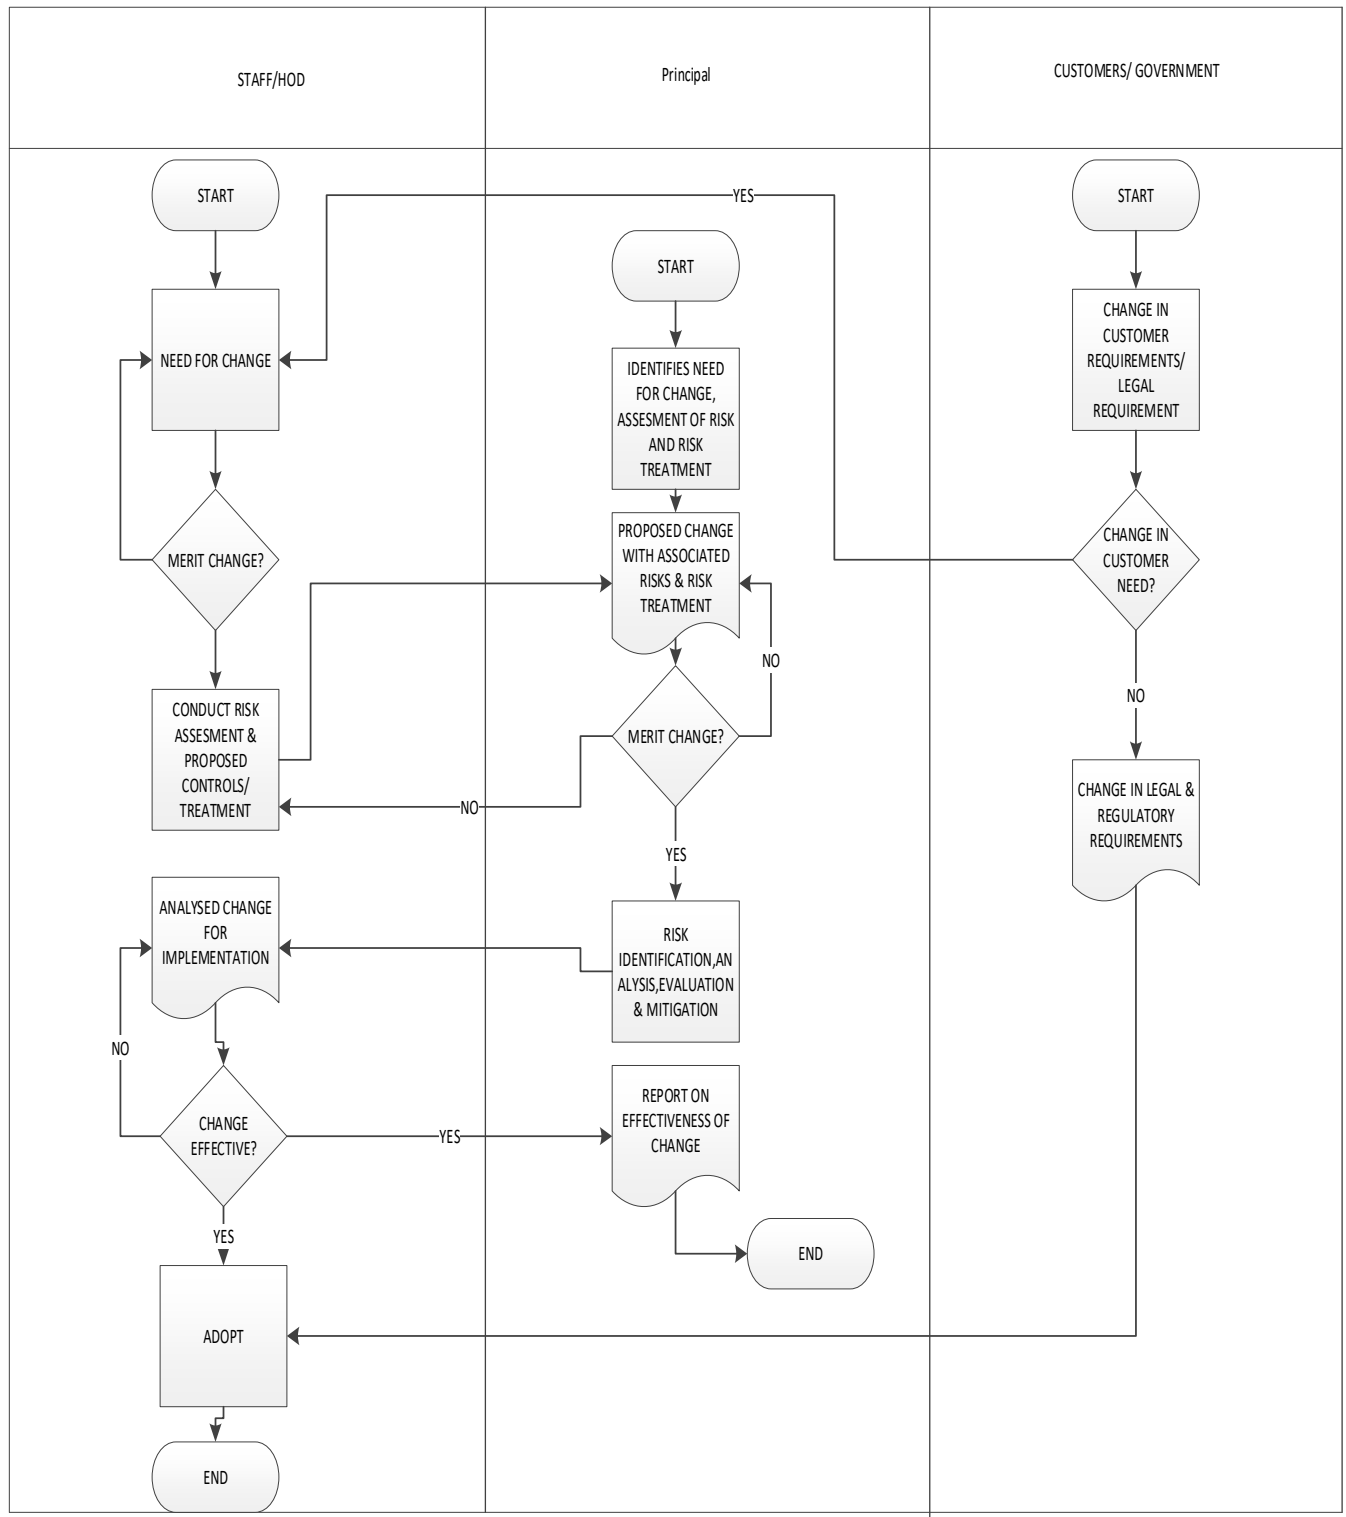 STAFF/HOD
Principal
CUSTOMERS/ GOVERNMENT
START
NEED FOR CHANGE
MERIT CHANGE?
CONDUCT RISK
ASSESMENT &
PROPOSED
CONTROLS/
TREATMENT
ANALYSED CHANGE
FOR
IMPLEMENTATION
NO
CHANGE
EFFECTIVE?
YES
YES
ADOPT
END
YES
START
IDENTIFIES NEED
FOR CHANGE,
ASSESMENT OF RISK
AND RISK
TREATMENT
PROPOSED CHANGE
WITH ASSOCIATED
RISKS & RISK
TREATMENT
NO
MERIT CHANGE?
NO
YES
RISK
IDENTIFICATION,AN
ALYSIS,EVALUATION
& MITIGATION
REPORT ON
EFFECTIVENESS OF
CHANGE
END
START
CHANGE IN
CUSTOMER
REQUIREMENTS/
LEGAL
REQUIREMENT
CHANGE IN
CUSTOMER
NEED?
NO
CHANGE IN LEGAL &
REGULATORY
REQUIREMENTS